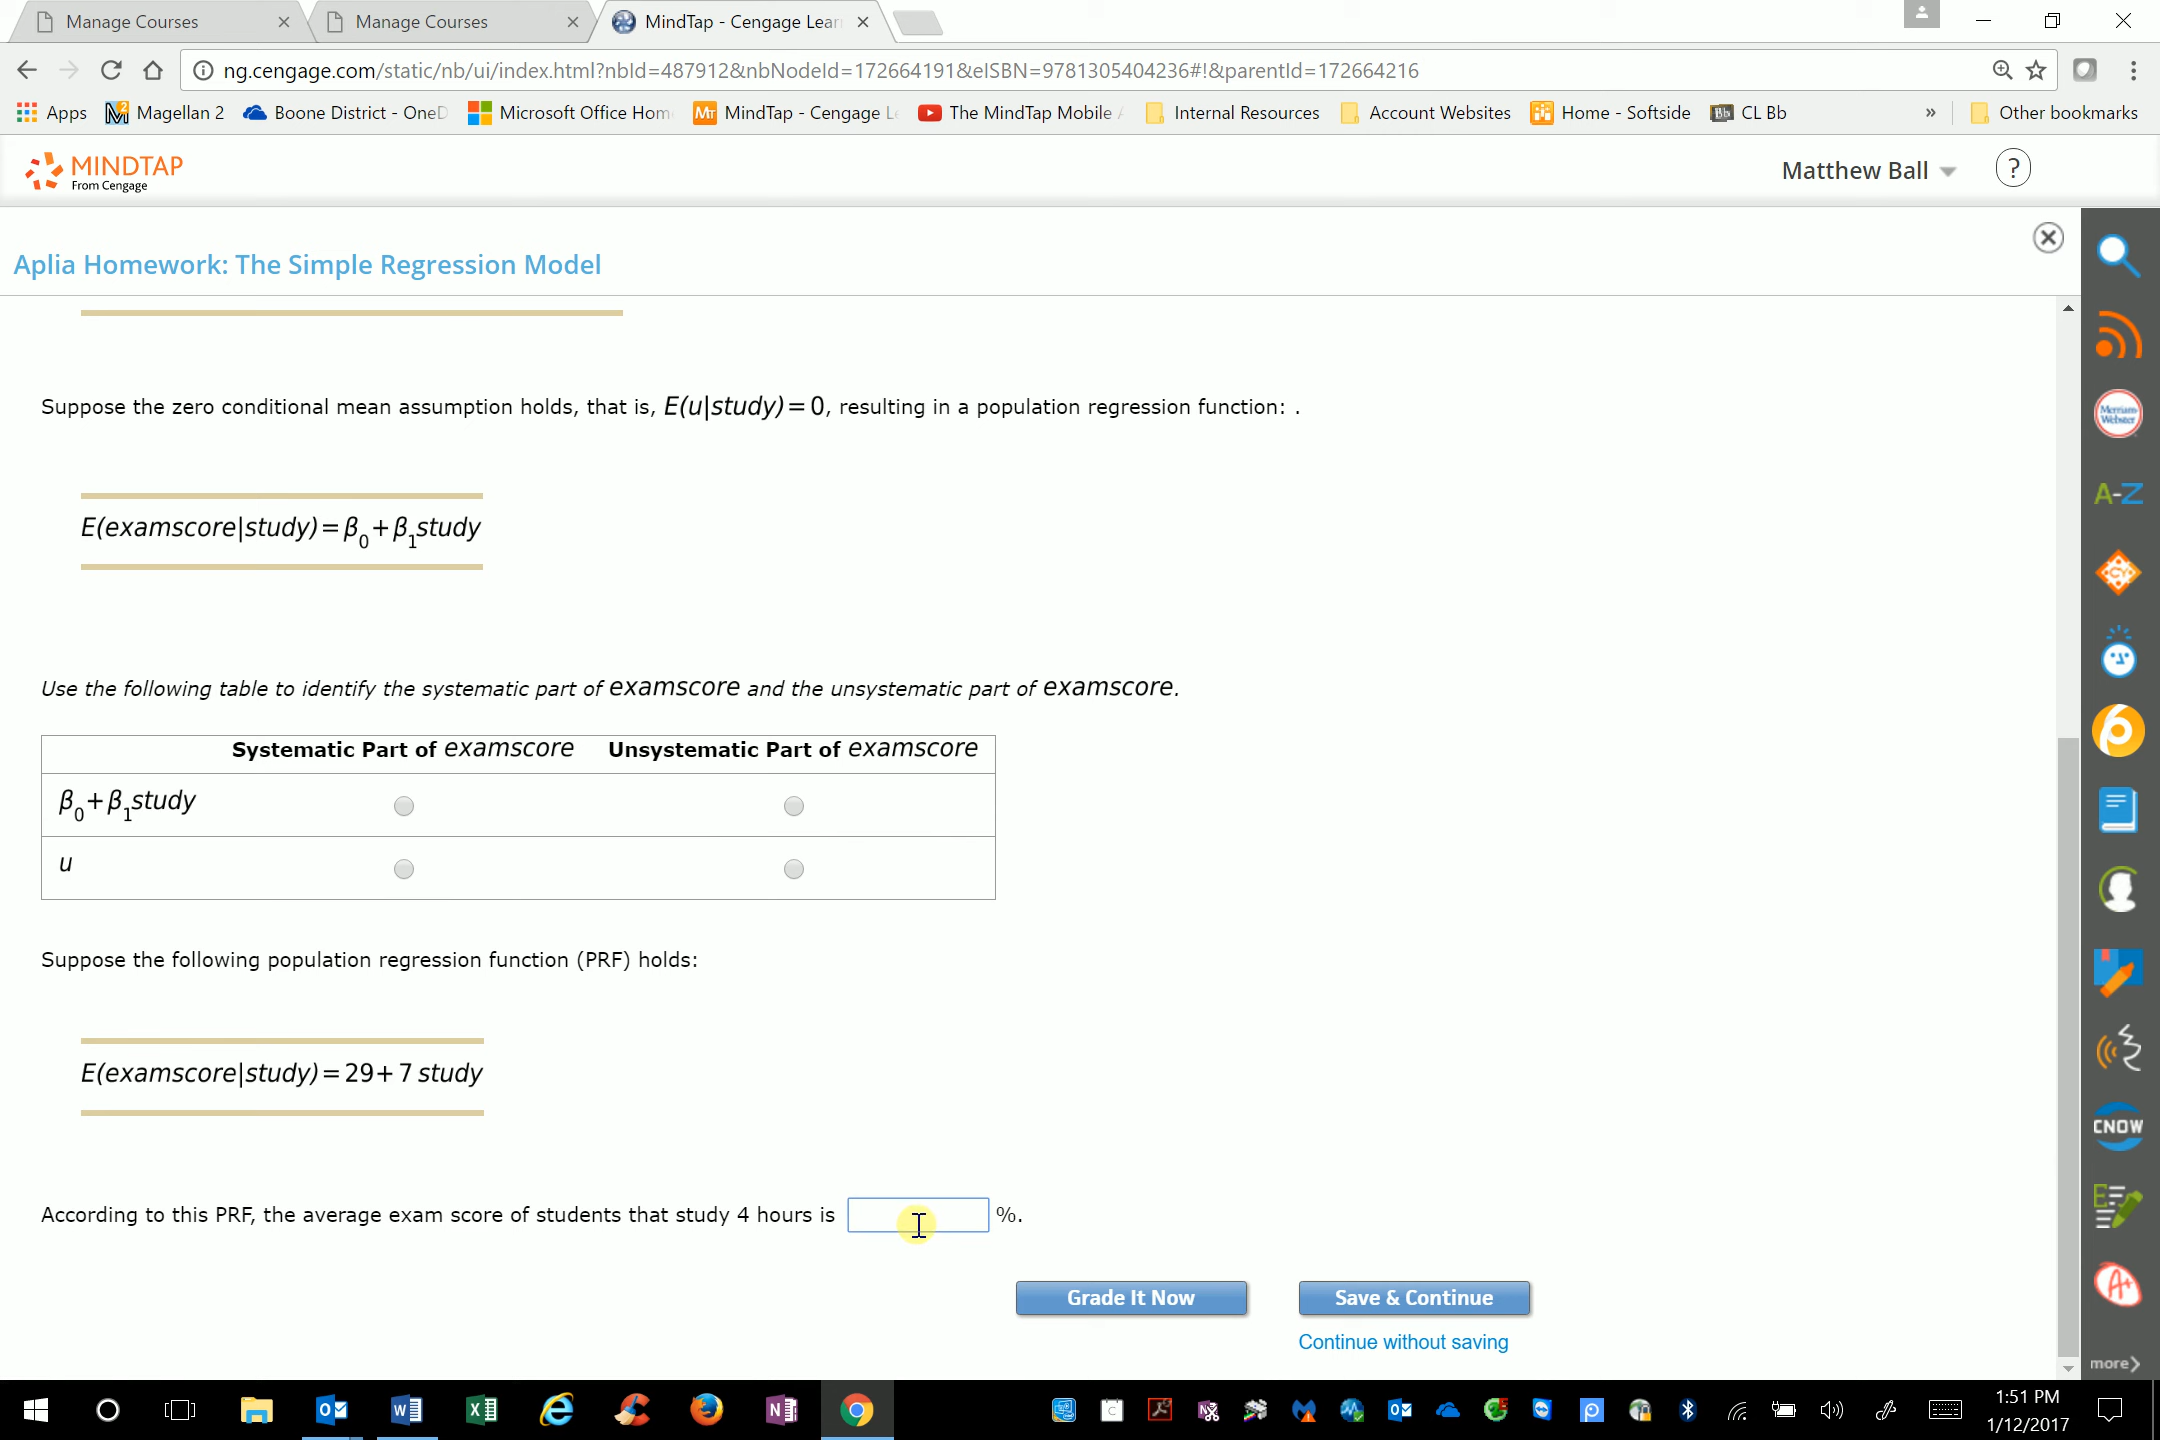 Manage Courses
Manage Courses
MindTap - Cengage Lear
ng.cengage.com/static/nb/ui/index.html?nbId=487912&nbNodeId=172664191&eISBN=9781305404236#!&parentId=172664216
Apps
Magellan 2
Boone District - OneD
Microsoft Office Hom
MindTap - Cengage Le
The MindTap Mobile
Internal Resources
Account Websites
Home - Softside
CL Bb
»
Other bookmarks
MINDTAP
From Cengage
Matthew Ball
?
Aplia Homework: The Simple Regression Model
Suppose the zero conditional mean assumption holds, that is, E(u|study)=0, resulting in a population regression function: .
E(examscore|study)=β0+β1study
Use the following table to identify the systematic part of examscore and the unsystematic part of examscore.
Systematic Part of examscore
Unsystematic Part of examscore
β0+β1study
u
Suppose the following population regression function (PRF) holds:
E(examscore|study)=29+7 study
According to this PRF, the average exam score of students that study 4 hours is %.
Grade It Now
Save & Continue
Continue without saving
Merriam-
Webster
A-Z
CNOW
A+
more>
1:51 PM
1/12/2017